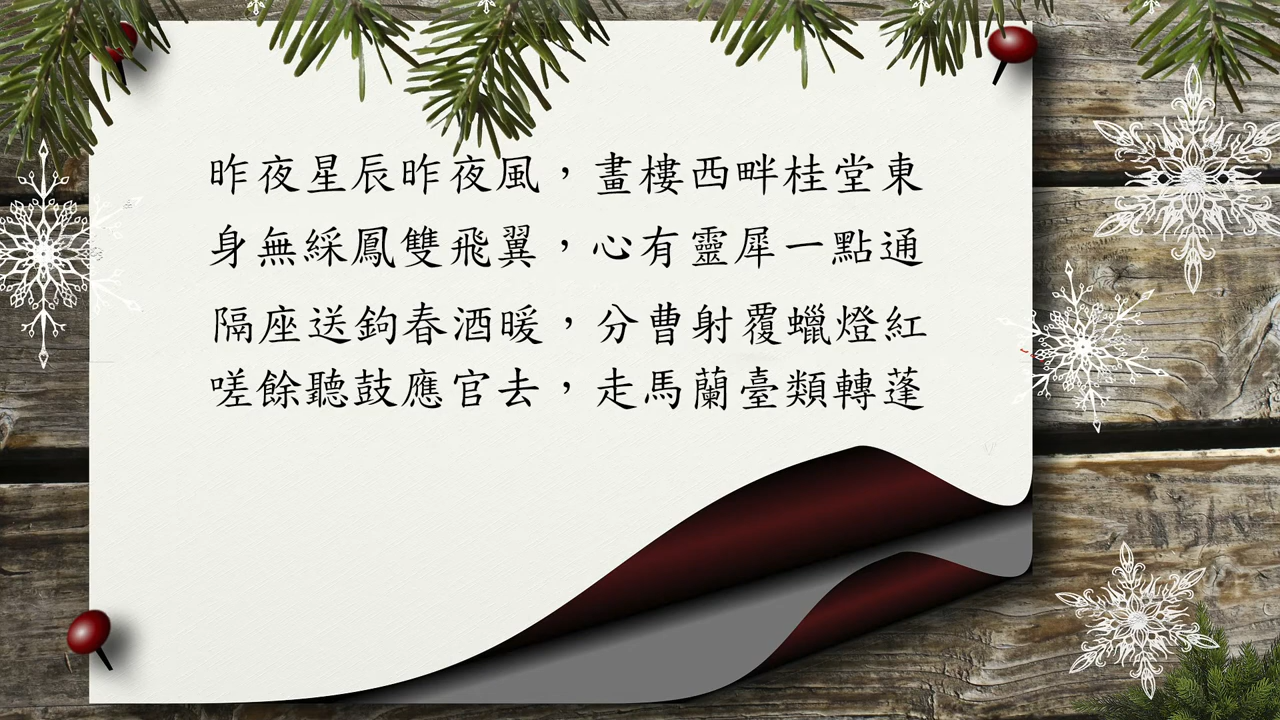 昨夜星辰昨夜風，畫樓西畔桂堂東
身無綵鳳雙飛翼，心有靈犀一點通
隔座送鉤春酒暖，分曹射覆蠟燈紅
嗟餘聽鼓應官去，走馬蘭臺類轉蓬